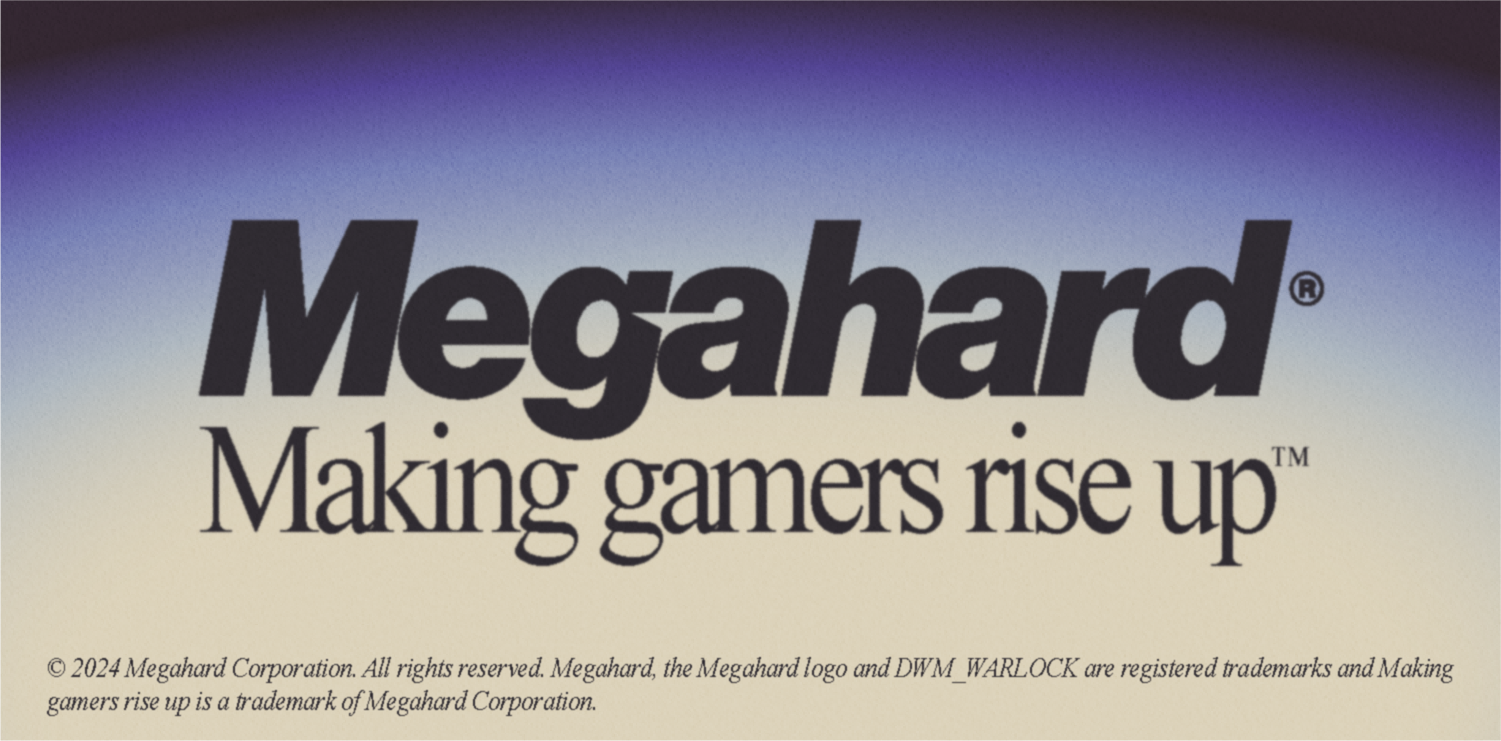 Megahard®
Making gamers rise up™
© 2024 Megahard Corporation. All rights reserved. Megahard, the Megahard logo and DWM_WARLOCK are registered trademarks and Making
gamers rise up is a trademark of Megahard Corporation.